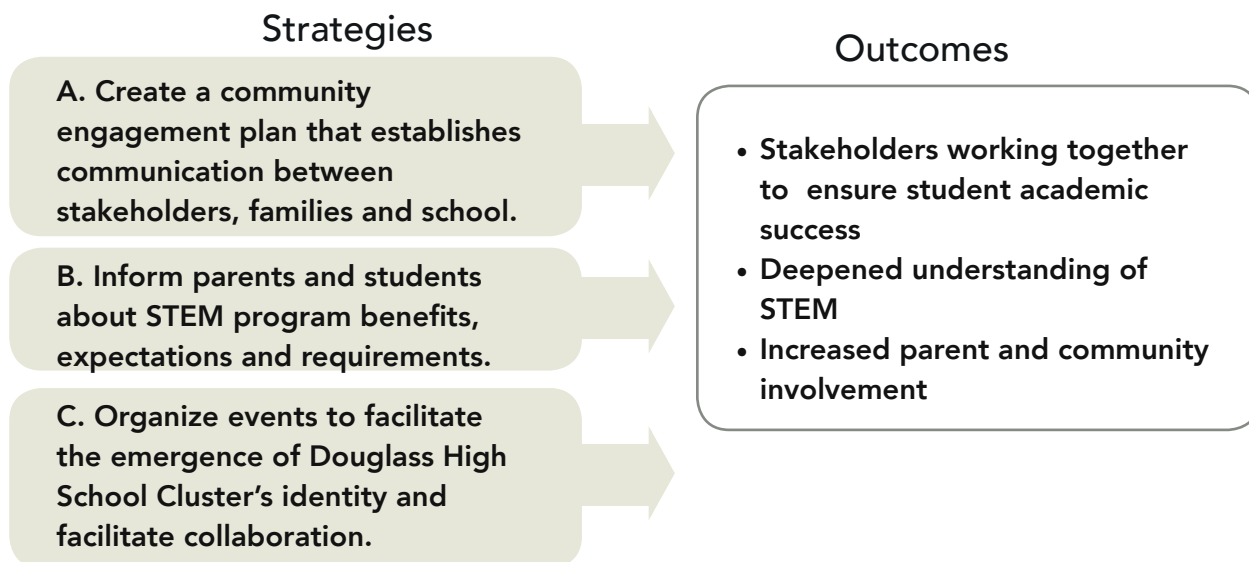 Strategies
A. Create a community
engagement plan that establishes
communication between
stakeholders, families and school.
B. Inform parents and students
about STEM program benefits,
expectations and requirements.
C. Organize events to facilitate
the emergence of Douglass High
School Cluster’s identity and
facilitate collaboration.
Outcomes
• Stakeholders working together
to ensure student academic
success
• Deepened understanding of
STEM
• Increased parent and community
involvement